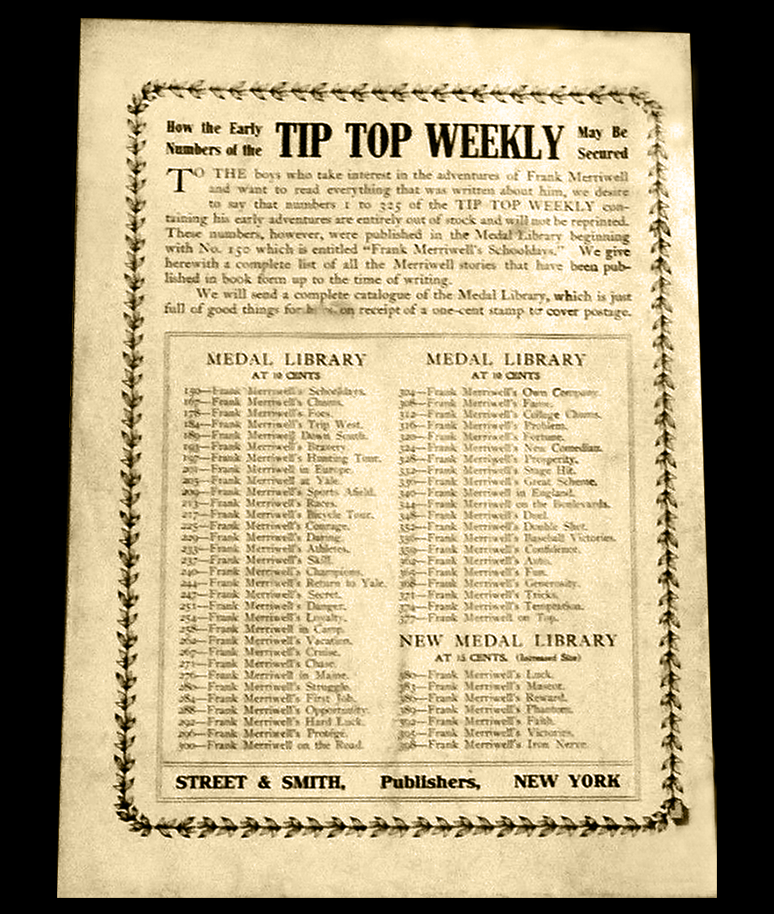 How the Early
Numbers of the
TIP TOP WEEKLY
May Be
Secured
TO THE boys who take interest in the adventures of Frank Merriwell
and want to read everything that was written about him, we desire
to say that numbers 1 to 325 of the TIP TOP WEEKLY con-
taining his early adventures are entirely out of stock and will not be reprinted.
These numbers, however, were published in the Medal Library beginning
with No. 150 which is entitled "Frank Merriwell's Schooldays." We give
herewith a complete list of all the Merriwell stories that have been pub-
lished in book form up to the time of writing.
We will send a complete catalogue of the Medal Library, which is just
full of good things for on receipt of a one-cent stamp to cover postage.
MEDAL LIBRARY
AT 10 CENTS
150—Frank Merriwell's Schooldays.
167—Frank Merriwell's Chums.
178—Frank Merriwell's Foes.
184—Frank Merriwell's Trip West.
189—Frank Merriwell Down South.
193—Frank Merriwell's Bravery.
197—Frank Merriwell's Hunting Tour.
201—Frank Merriwell in Europe.
205—Frank Merriwell at Yale.
209—Frank Merriwell's Sports Afield.
213—Frank Merriwell's Races.
217—Frank Merriwell's Bicycle Tour.
225—Frank Merriwell's Courage.
229—Frank Merriwell's Daring.
233—Frank Merriwell's Athletes.
237—Frank Merriwell's Skill.
240—Frank Merriwell's Champions.
244—Frank Merriwell's Return to Yale.
247—Frank Merriwell's Secret.
251—Frank Merriwell's Danger.
254—Frank Merriwell's Loyalty.
258—Frank Merriwell in Camp.
262—Frank Merriwell's Vacation.
267—Frank Merriwell's Cruise.
271—Frank Merriwell's Chase.
276—Frank Merriwell in Maine.
280—Frank Merriwell's Struggle.
284—Frank Merriwell's First Job.
288—Frank Merriwell's Opportunity.
292—Frank Merriwell's Hard Luck.
296—Frank Merriwell's Protégé.
300—Frank Merriwell on the Road.
MEDAL LIBRARY
AT 10 CENTS
304—Frank Merriwell's Own Company.
308—Frank Merriwell's Fame.
312—Frank Merriwell's College Chums.
316—Frank Merriwell's Problem.
320—Frank Merriwell's Fortune.
324—Frank Merriwell's New Comedian.
328—Frank Merriwell's Prosperity.
332—Frank Merriwell's Stage Hit.
336—Frank Merriwell's Great Scheme.
340—Frank Merriwell in England.
344—Frank Merriwell on the Boulevards.
348—Frank Merriwell's Duel.
352—Frank Merriwell's Double Shot.
356—Frank Merriwell's Baseball Victories.
359—Frank Merriwell's Confidence.
362—Frank Merriwell's Auto.
365—Frank Merriwell's Fun.
368—Frank Merriwell's Generosity.
371—Frank Merriwell's Tricks.
374—Frank Merriwell's Temptation.
377—Frank Merriwell on Top.
NEW MEDAL LIBRARY
AT 15 CENTS. (Increased Size)
380—Frank Merriwell's Luck.
383—Frank Merriwell's Mascot.
386—Frank Merriwell's Reward.
389—Frank Merriwell's Phantom.
392—Frank Merriwell's Faith.
395—Frank Merriwell's Victories.
398—Frank Merriwell's Iron Nerve.
STREET & SMITH, Publishers, NEW YORK